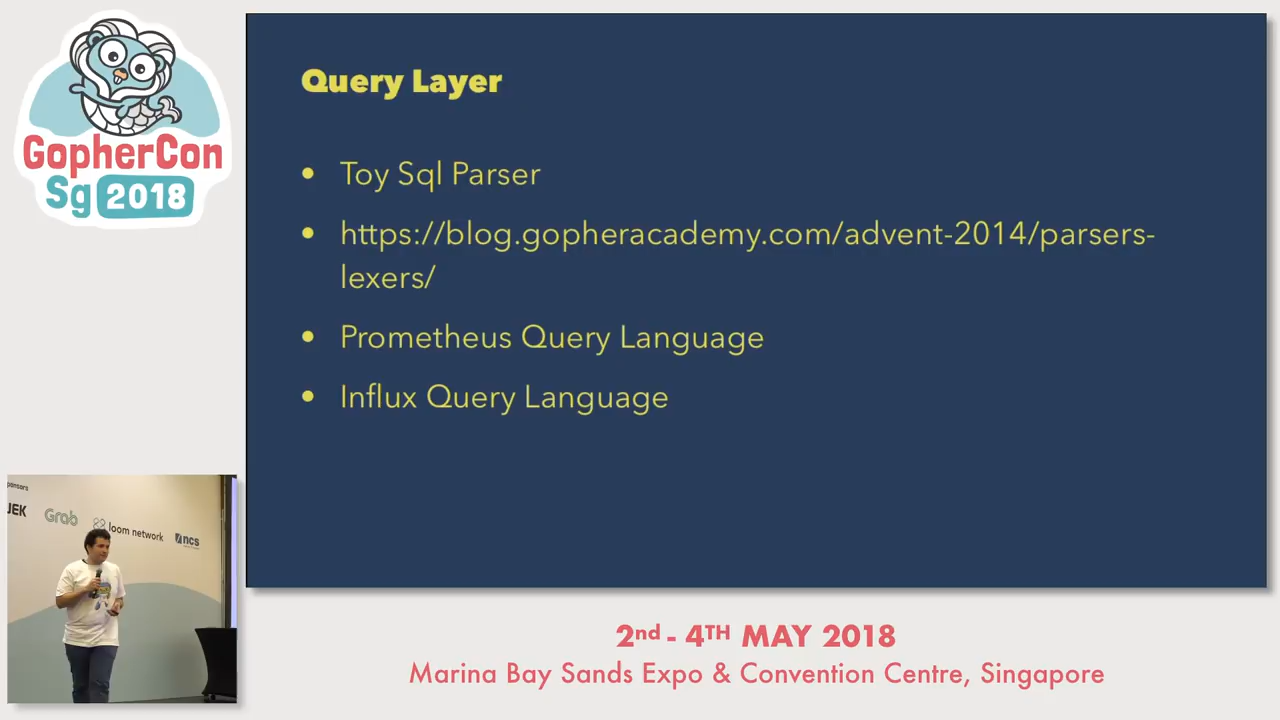 GopherCon
Sg 2018
Query Layer
• Toy Sql Parser
• https://blog.gopheracademy.com/advent-2014/parsers-
lexers/
• Prometheus Query Language
• Influx Query Language
JEK
Grab
loom network
ncs
2nd - 4TH MAY 2018
Marina Bay Sands Expo & Convention Centre, Singapore